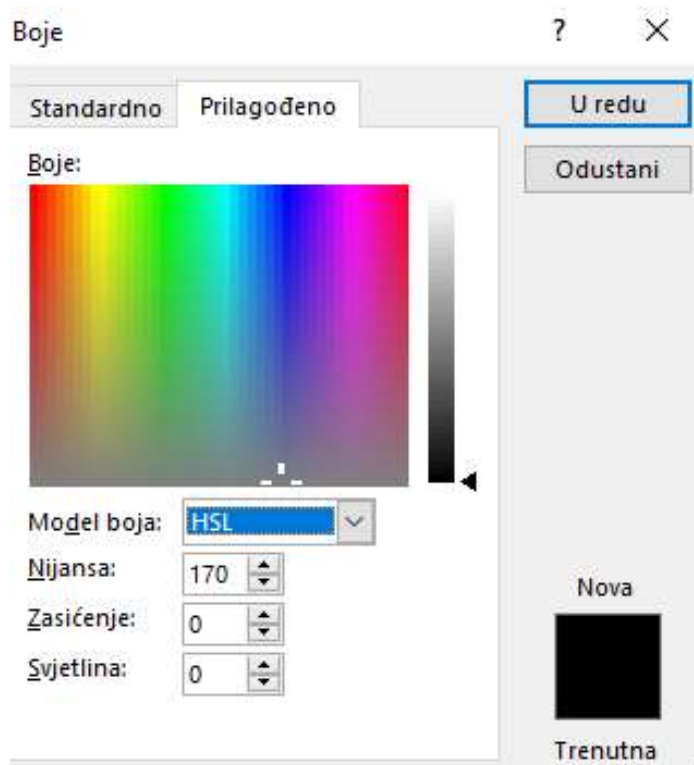 Boje
?
Standardno
Prilagođeno
U redu
Odustani
Boje:
Model boja:
HSL
Nijansa:
170
Zasićenje:
0
Svjetlina:
0
Nova
Trenutna